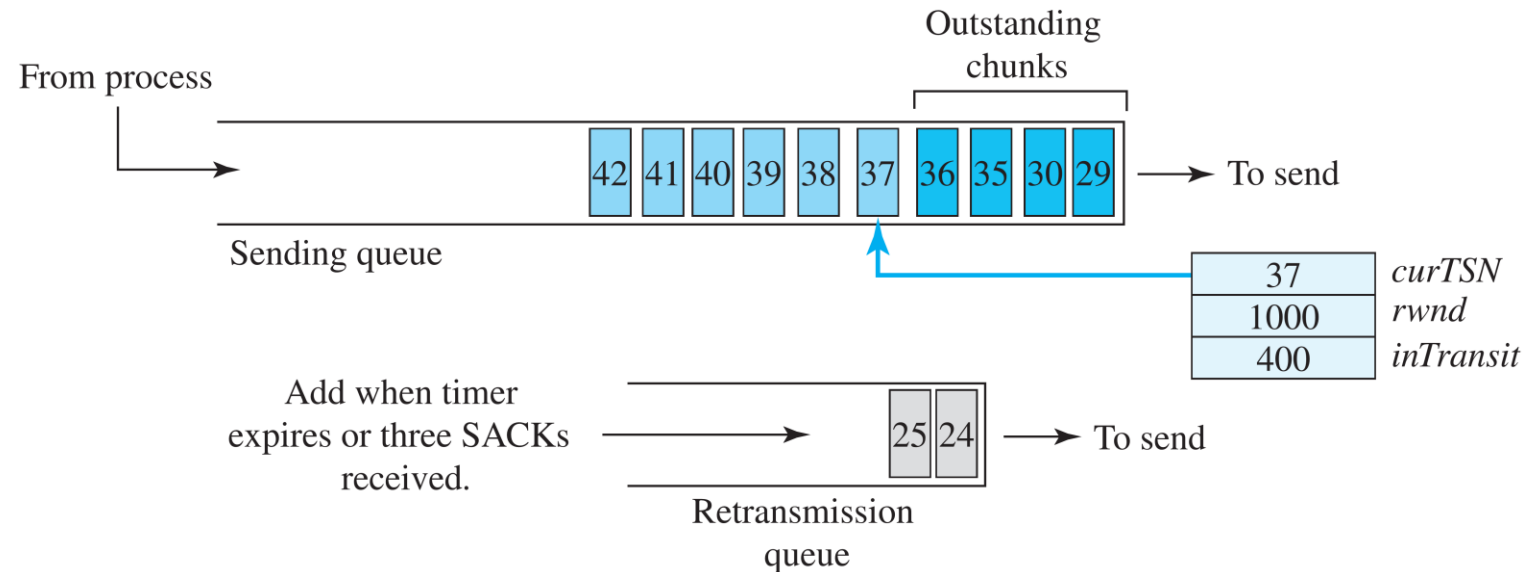 Outstanding
chunks
From process
42 41 40 39 38 37 36 35 30 29
To send
Sending queue
37 curTSN
1000 rwnd
400 inTransit
Add when timer
expires or three SACKs
received.
25 24
To send
Retransmission
queue